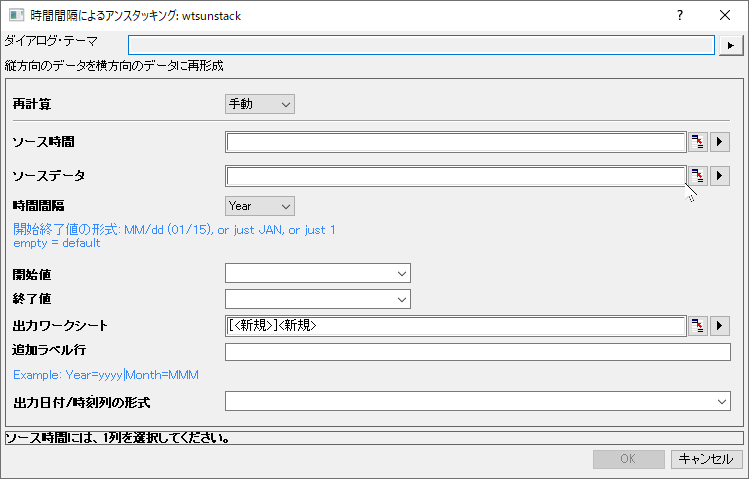 時間間隔によるアンスタッキング: wtsunstack
ダイアログ・テーマ
縦方向のデータを横方向のデータに再形成
再計算 手動
ソース時間
ソースデータ
時間間隔 Year
開始終了値の形式: MM/dd (01/15), or just JAN, or just 1
empty = default
開始値
終了値
出力ワークシート [<新規>]<新規>
追加ラベル行
Example: Year=yyyy|Month=MMM
出力日付/時刻列の形式
ソース時間には、1列を選択してください。
OK キャンセル